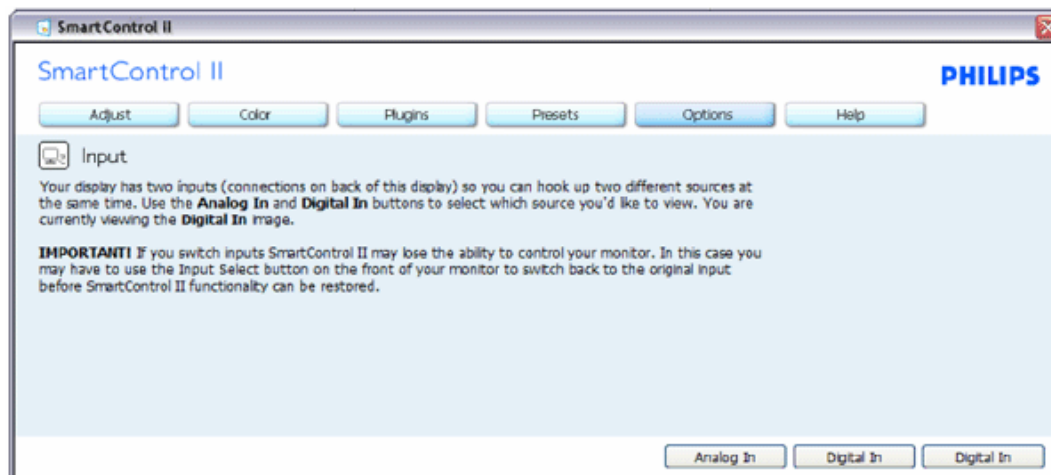 SmartControl II
SmartControl II
PHILIPS
Adjust
Color
Plugins
Presets
Options
Help
Input
Your display has two inputs (connections on back of this display) so you can hook up two different sources at
the same time. Use the Analog In and Digital In buttons to select which source you'd like to view. You are
currently viewing the Digital In image.
IMPORTANT! If you switch inputs SmartControl II may lose the ability to control your monitor. In this case you
may have to use the Input Select button on the front of your monitor to switch back to the original input
before SmartControl II functionality can be restored.
Analog In
Digital In
Digital In